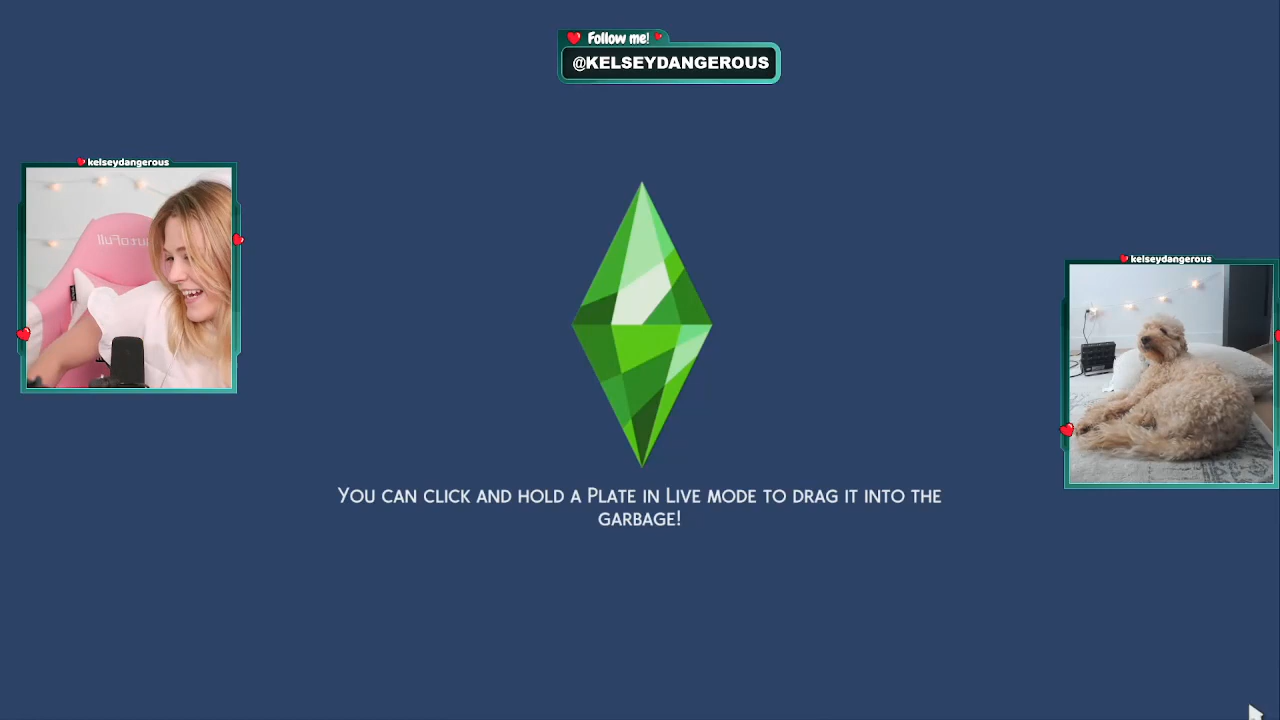 Follow me!
@KELSEYDANGEROUS
kelseydangerous
kelseydangerous
You can click and hold a Plate in Live mode to drag it into the
garbage!